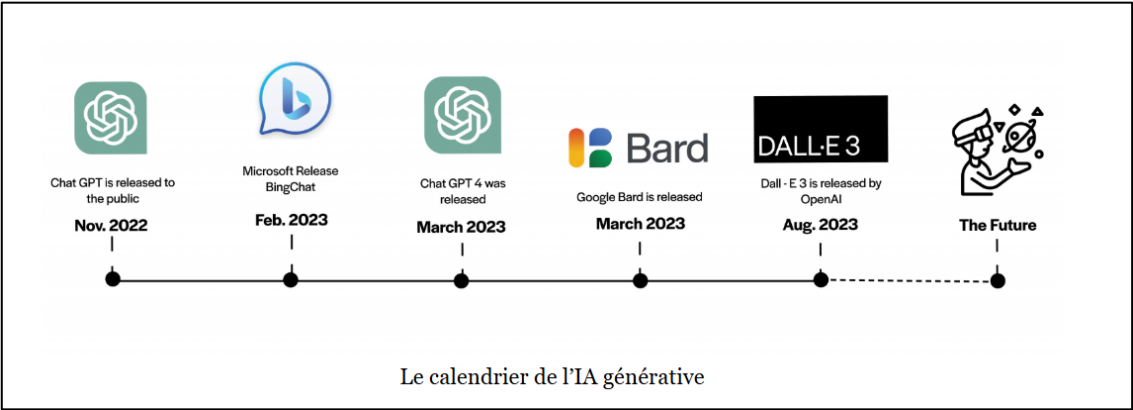 Chat GPT is released to
the public
Nov. 2022
Microsoft Release
BingChat
Feb. 2023
Chat GPT 4 was
released
March 2023
Bard
Google Bard is released
March 2023
DALL·E 3
Dall - E 3 is released by
OpenAI
Aug. 2023
The Future
Le calendrier de l’IA générative